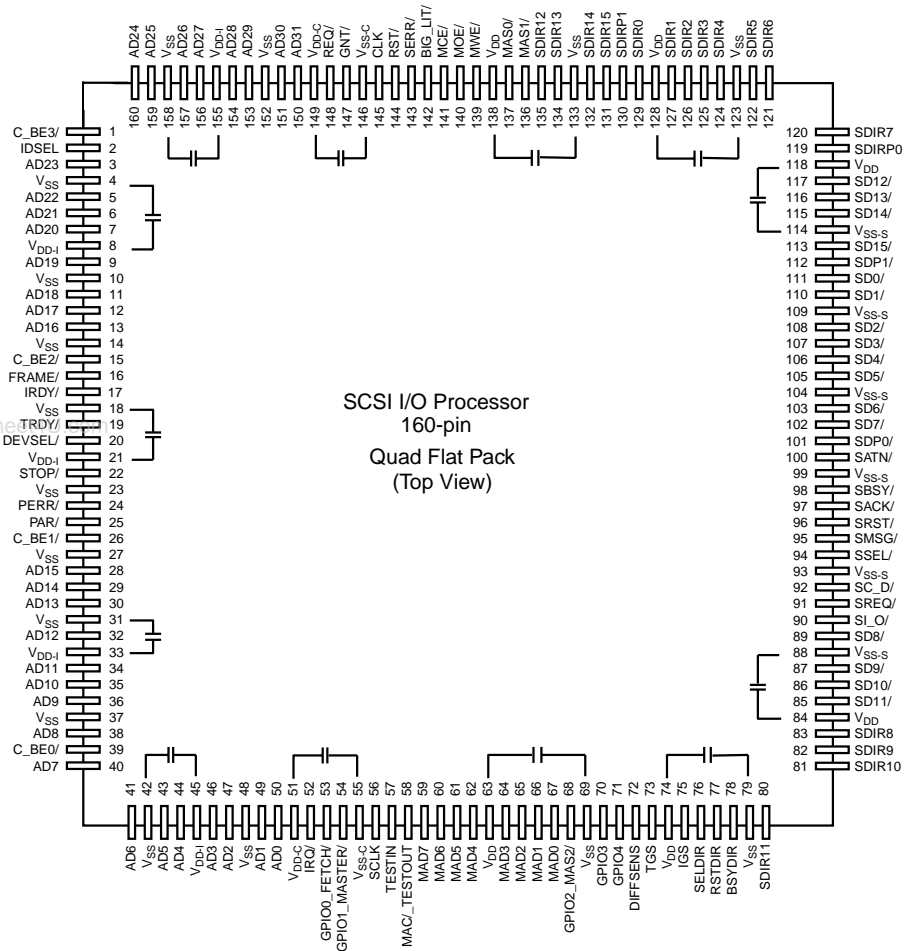 AD24
AD25
VSS
AD26
AD27
VDD-I
AD28
AD29
VSS
AD30
AD31
VDD-C
REQ/
GNT/
VSS-C
CLK
RST/
SERR/
BIG_LIT/
MCE/
MOE/
MWE/
VDD
MAS0/
MAS1/
SDIR12
SDIR13
VSS
SDIR14
SDIR15
SDIRP1
SDIR0
VDD
SDIR1
SDIR2
SDIR3
SDIR4
VSS
SDIR5
SDIR6
160
159
158
157
156
155
154
153
152
151
150
149
148
147
146
145
144
143
142
141
140
139
138
137
136
135
134
133
132
131
130
129
128
127
126
125
124
123
122
121
C_BE3/ 1
IDSEL 2
AD23 3
VSS 4
AD22 5
AD21 6
AD20 7
VDD-I 8
AD19 9
VSS 10
AD18 11
AD17 12
AD16 13
VSS 14
C_BE2/ 15
FRAME/ 16
IRDY/ 17
VSS 18
TRDY/ 19
DEVSEL/ 20
VDD-I 21
STOP/ 22
VSS 23
PERR/ 24
PAR/ 25
C_BE1/ 26
VSS 27
AD15 28
AD14 29
AD13 30
VSS 31
AD12 32
VDD-I 33
AD11 34
AD10 35
AD9 36
VSS 37
AD8 38
C_BE0/ 39
AD7 40
SCSI I/O Processor
160-pin
Quad Flat Pack
(Top View)
120 SDIR7
119 SDIRP0
118 VDD
117 SD12/
116 SD13/
115 SD14/
114 VSS-S
113 SD15/
112 SDP1/
111 SD0/
110 SD1/
109 VSS-S
108 SD2/
107 SD3/
106 SD4/
105 SD5/
104 VSS-S
103 SD6/
102 SD7/
101 SDP0/
100 SATN/
99 VSS-S
98 SBSY/
97 SACK/
96 SRST/
95 SMSG/
94 SSEL/
93 VSS-S
92 SC_D/
91 SREQ/
90 SI_O/
89 SD8/
88 VSS-S
87 SD9/
86 SD10/
85 SD11/
84 VDD
83 SDIR8
82 SDIR9
81 SDIR10
41
42
43
44
45
46
47
48
49
50
51
52
53
54
55
56
57
58
59
60
61
62
63
64
65
66
67
68
69
70
71
72
73
74
75
76
77
78
79
80
AD6
VSS
AD5
AD4
VDD-I
AD3
AD2
VSS
AD1
AD0
VDD-C
IRQ/
GPIO0_FETCH/
GPIO1_MASTER/
VSS-C
SCLK
TESTIN
MAC/_TESTOUT
MAD7
MAD6
MAD5
MAD4
VDD
MAD3
MAD2
MAD1
MAD0
GPIO2_MAS2/
VSS
GPIO3
GPIO4
DIFFSENS
TGS
VDD
IGS
SELDIR
RSTDIR
BSYDIR
VSS
SDIR11